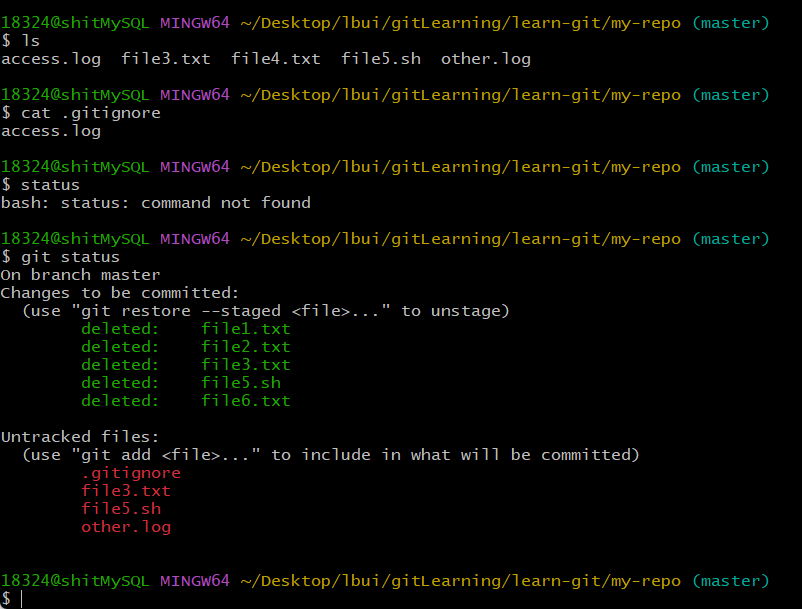 18324@shitMySQL MINGW64 ~/Desktop/lbui/gitLearning/learn-git/my-repo (master)
$ ls
access.log  file3.txt  file4.txt  file5.sh  other.log
18324@shitMySQL MINGW64 ~/Desktop/lbui/gitLearning/learn-git/my-repo (master)
$ cat .gitignore
access.log
18324@shitMySQL MINGW64 ~/Desktop/lbui/gitLearning/learn-git/my-repo (master)
$ status
bash: status: command not found
18324@shitMySQL MINGW64 ~/Desktop/lbui/gitLearning/learn-git/my-repo (master)
$ git status
On branch master
Changes to be committed:
  (use "git restore --staged <file>..." to unstage)
        deleted:    file1.txt
        deleted:    file2.txt
        deleted:    file3.txt
        deleted:    file5.sh
        deleted:    file6.txt
Untracked files:
  (use "git add <file>..." to include in what will be committed)
        .gitignore
        file3.txt
        file5.sh
        other.log
18324@shitMySQL MINGW64 ~/Desktop/lbui/gitLearning/learn-git/my-repo (master)
$